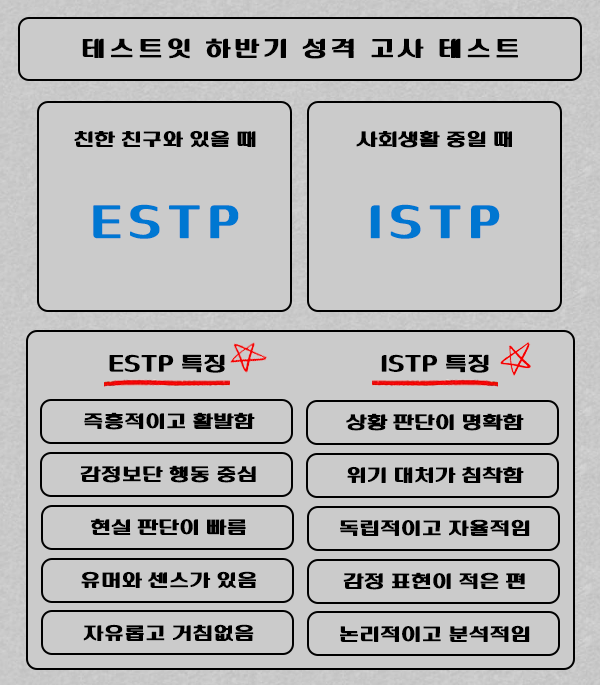 테스트잇 하반기 성격 고사 테스트
친한 친구와 있을 때
ESTP
사회생활 중일 때
ISTP
ESTP 특징
즉흥적이고 활발함
감정보단 행동 중심
현실 판단이 빠름
유머와 센스가 있음
자유롭고 거침없음
ISTP 특징
상황 판단이 명확함
위기 대처가 침착함
독립적이고 자율적임
감정 표현이 적은 편
논리적이고 분석적임